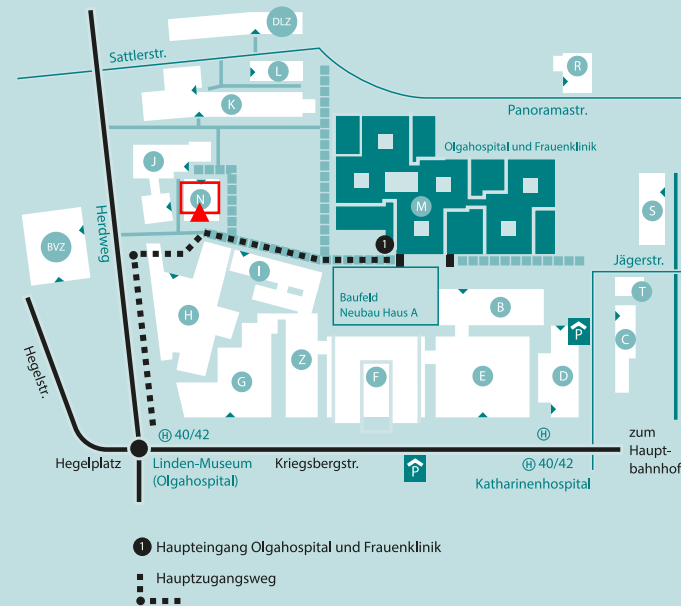 DLZ
Sattlerstr.
L
R
K
Panoramastr.
Olgahospital und Frauenklinik
J
N
M
S
Herdweg
BVZ
1
Jägerstr.
I
T
Baufeld
Neubau Haus A
B
H
P
C
Hegelstr.
Z
G
F
E
D
H 40/42
H
zum
Haupt-
bahnhof
Hegelplatz
Linden-Museum
(Olgahospital)
Kriegsbergstr.
P
H 40/42
Katharinenhospital
1 Haupteingang Olgahospital und Frauenklinik
Hauptzugangsweg